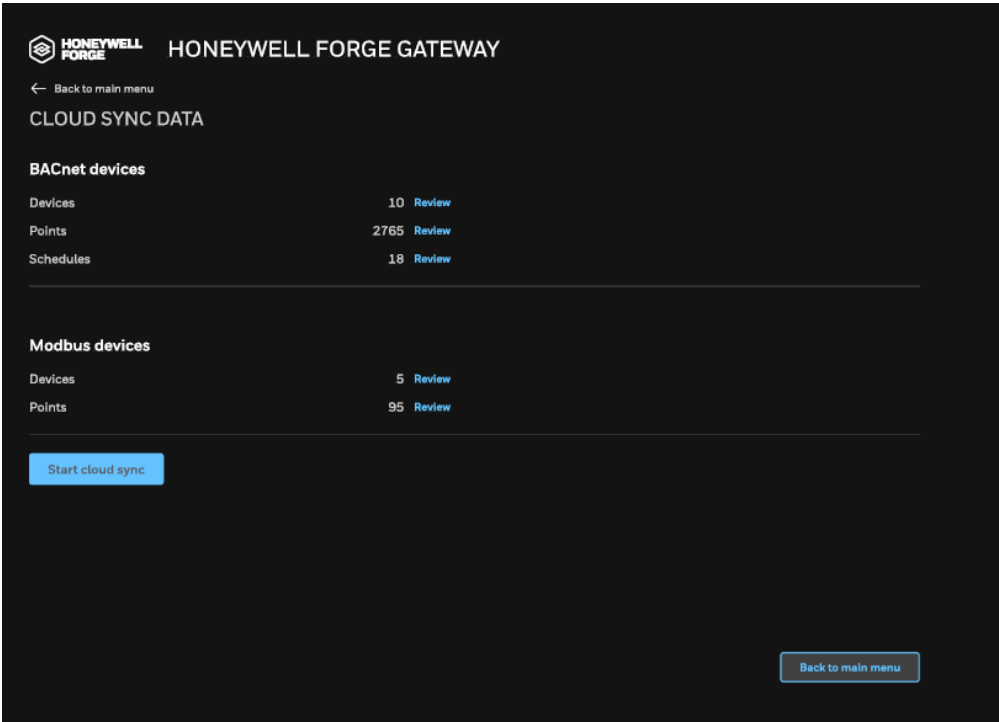 HONEYWELL
FORGE
HONEYWELL FORGE GATEWAY
Back to main menu
CLOUD SYNC DATA
BACnet devices
Devices 10 Review
Points 2765 Review
Schedules 18 Review
Modbus devices
Devices 5 Review
Points 95 Review
Start cloud sync
Back to main menu